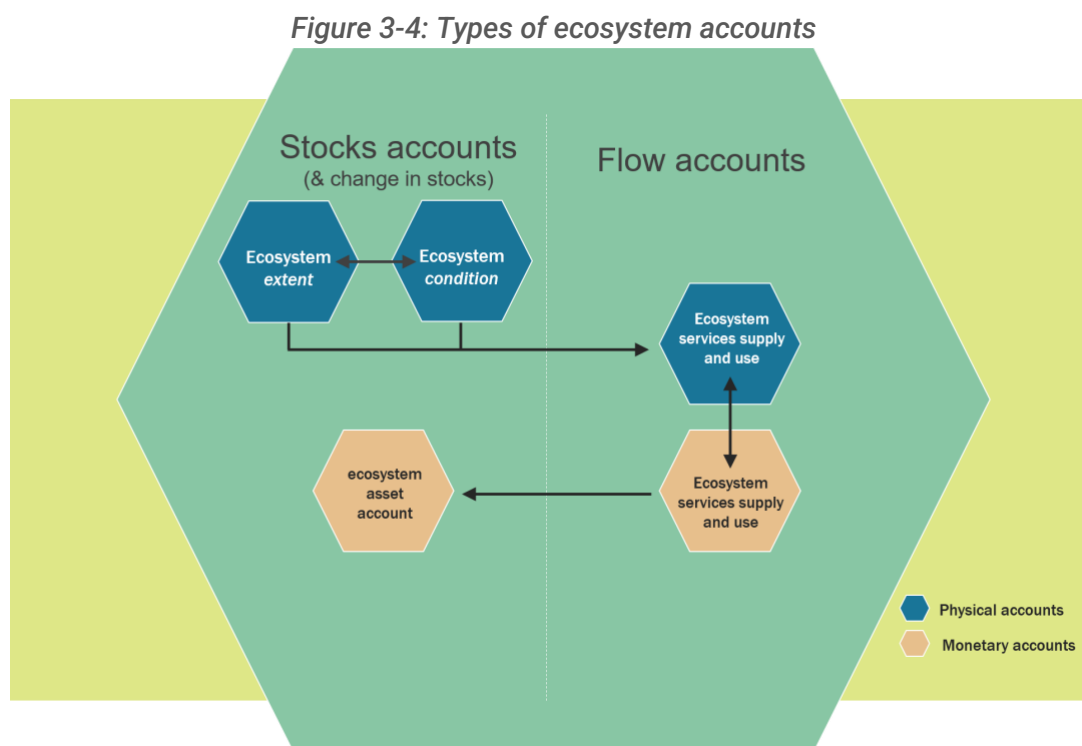 Figure 3-4: Types of ecosystem accounts
Stocks accounts
(& change in stocks)
Flow accounts
Ecosystem
extent
Ecosystem
condition
Ecosystem
services supply
and use
ecosystem
asset
account
Ecosystem
services supply
and use
Physical accounts
Monetary accounts